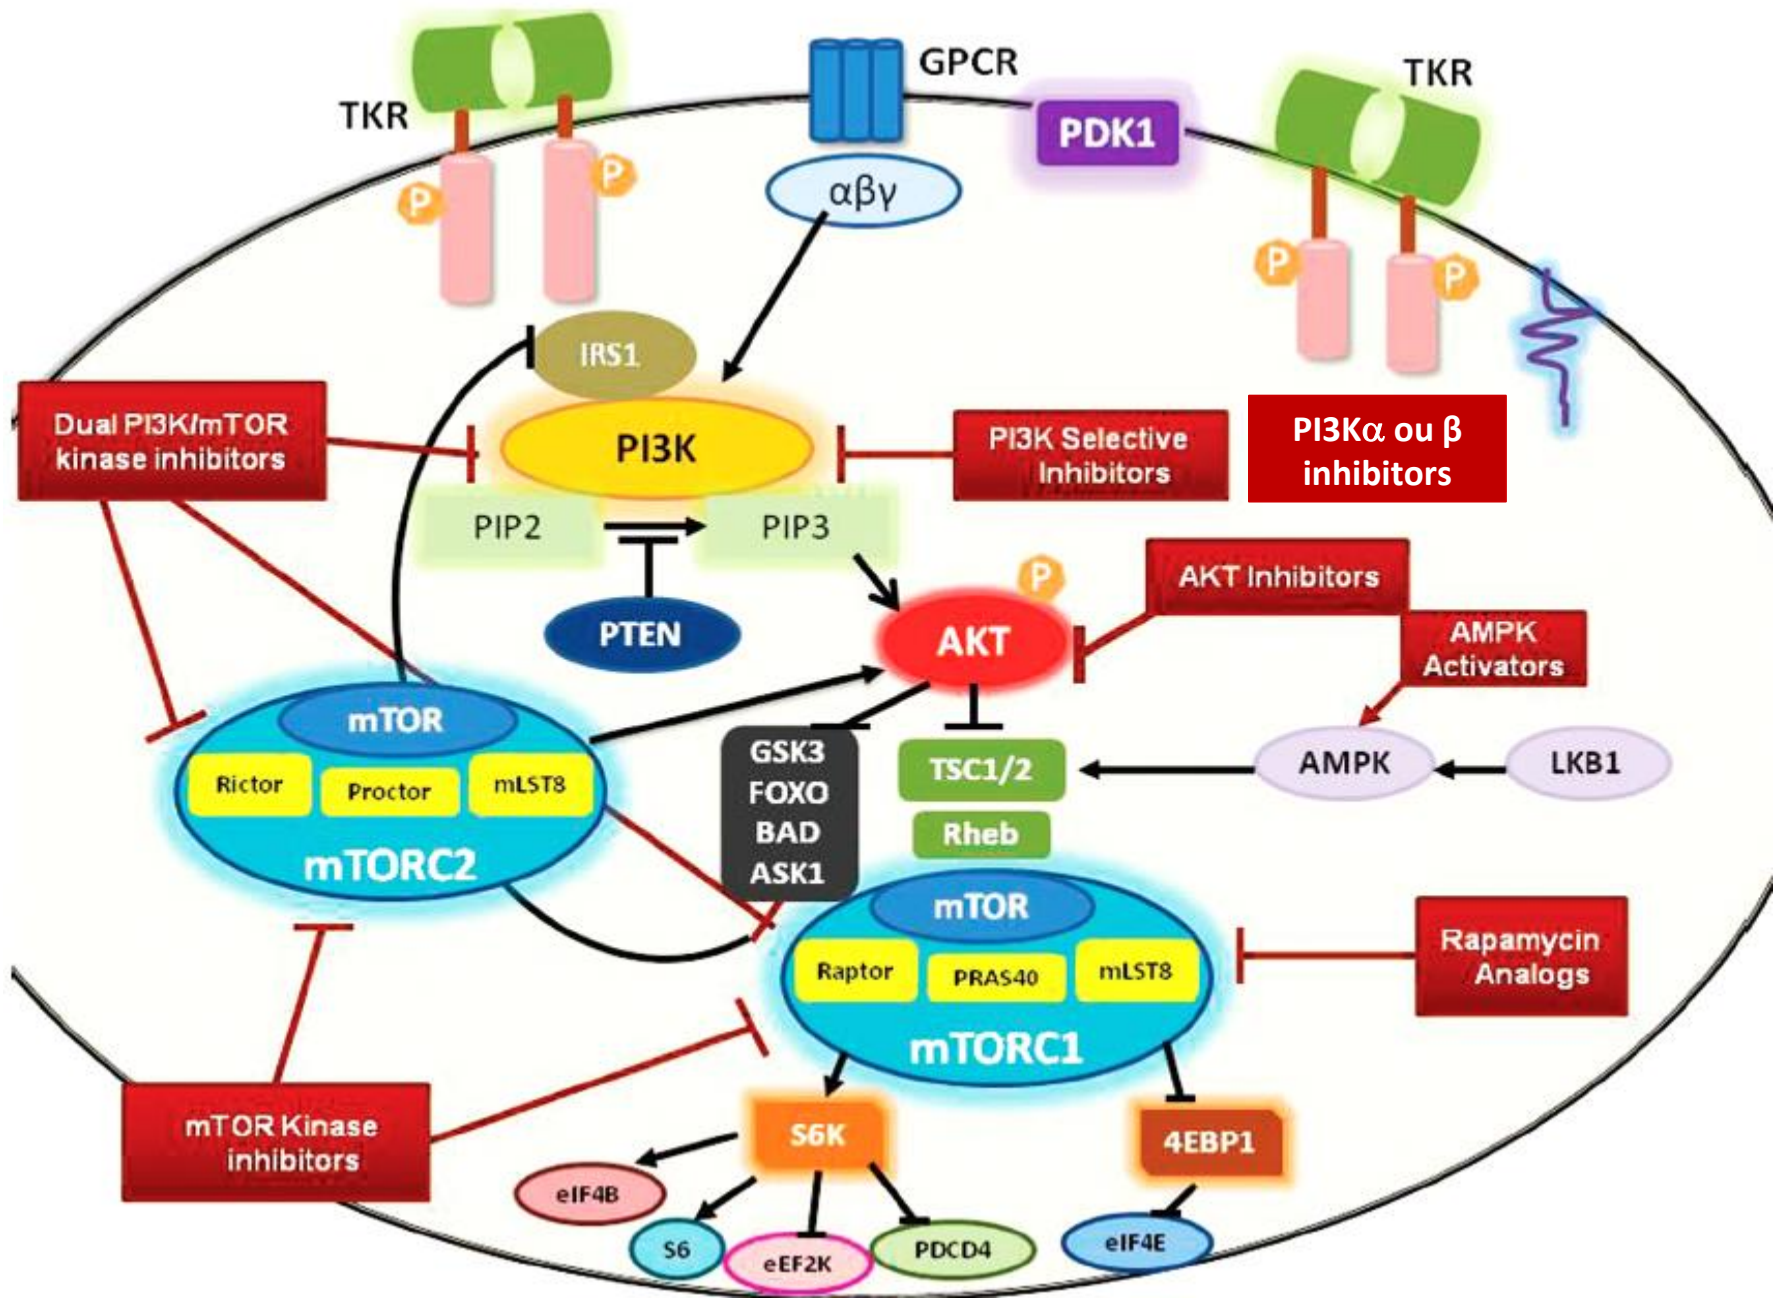 TKR
GPCR
PDK1
TKR
αβγ
P
P
P
P
IRS1
Dual PI3K/mTOR
kinase inhibitors
PI3K
PI3K Selective
Inhibitors
PI3Kα ou β
inhibitors
PIP2
PIP3
P
AKT Inhibitors
PTEN
AKT
AMPK
Activators
mTOR
Rictor
Proctor
mLST8
mTORC2
GSK3
FOXO
BAD
ASK1
TSC1/2
Rheb
AMPK
LKB1
mTOR
Raptor
PRAS40
mLST8
mTORC1
Rapamycin
Analogs
mTOR Kinase
inhibitors
S6K
4EBP1
eIF4B
S6
eEF2K
PDCD4
eIF4E